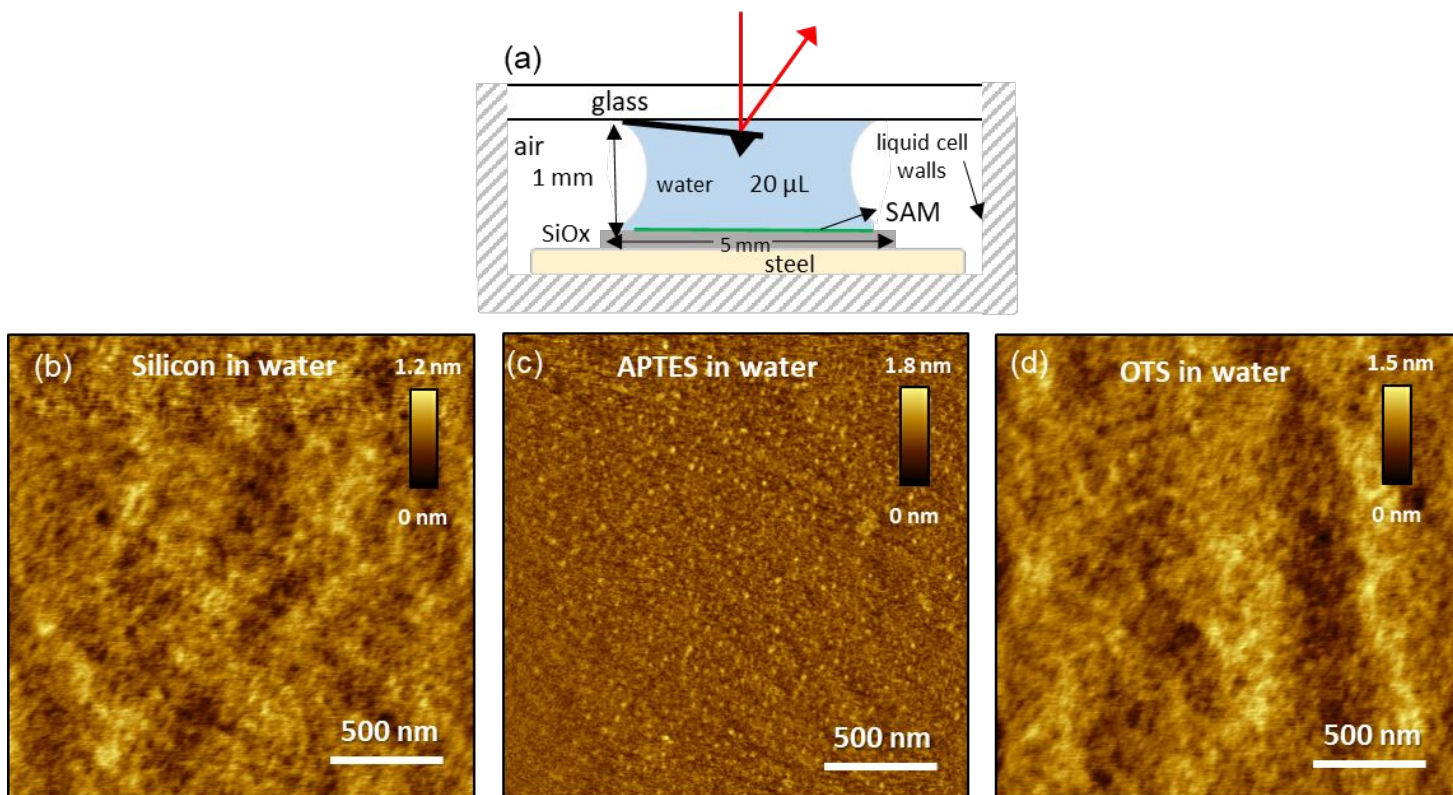 (a)
glass
air
1 mm
water 20 µL
liquid cell
walls
SAM
SiOx
5 mm
steel
(b) Silicon in water 1.2 nm
0 nm
500 nm
(c) APTES in water 1.8 nm
0 nm
500 nm
(d) OTS in water 1.5 nm
0 nm
500 nm